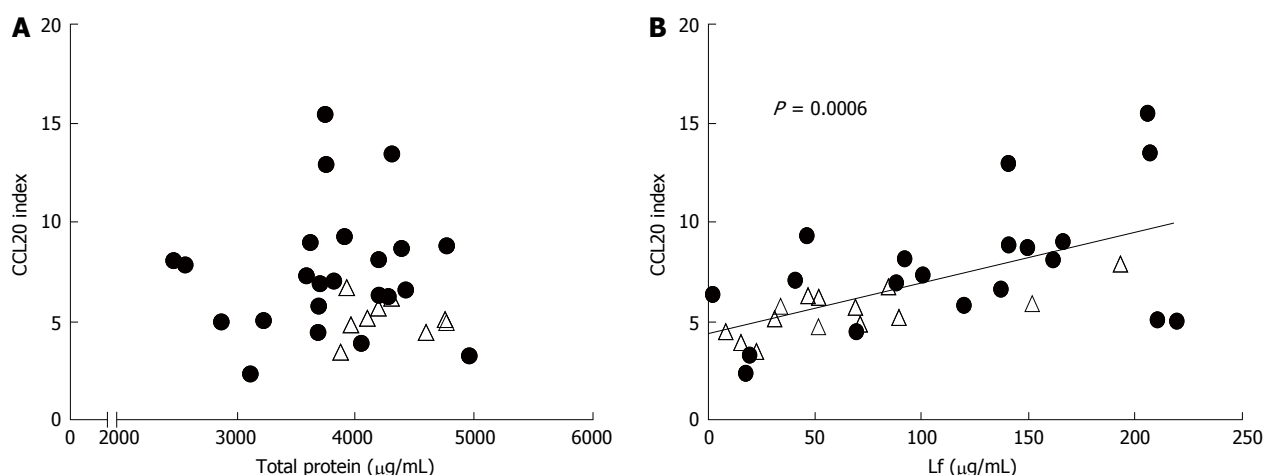 A
20
15
10
5
0
CCL20 index
0 2000 3000 4000 5000 6000
Total protein (μg/mL)
B
20
15
10
5
0
CCL20 index
P = 0.0006
0 50 100 150 200 250
Lf (μg/mL)